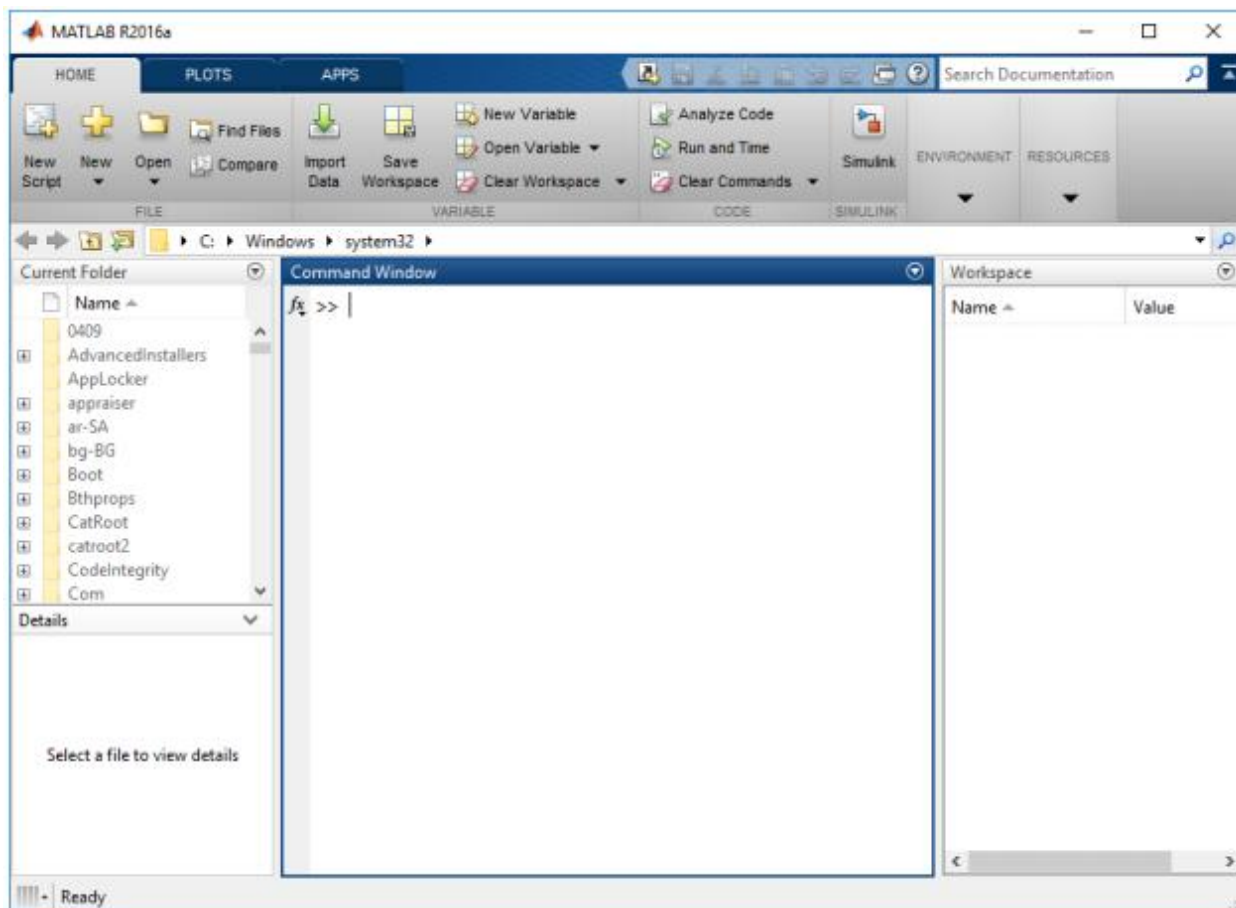 MATLAB R2016a
HOME PLOTS APPS Search Documentation
New Script
New
Open
Find Files
Compare
FILE
Import Data
Save Workspace
New Variable
Open Variable
Clear Workspace
VARIABLE
Analyze Code
Run and Time
Clear Commands
CODE
Simulink
SIMULINK
ENVIRONMENT
RESOURCES
C: Windows system32
Current Folder
Name
0409
AdvancedInstallers
AppLocker
appraiser
ar-SA
bg-BG
Boot
Bthprops
CatRoot
catroot2
CodeIntegrity
Com
Details
Select a file to view details
Command Window
fx >>
Workspace
Name Value
Ready